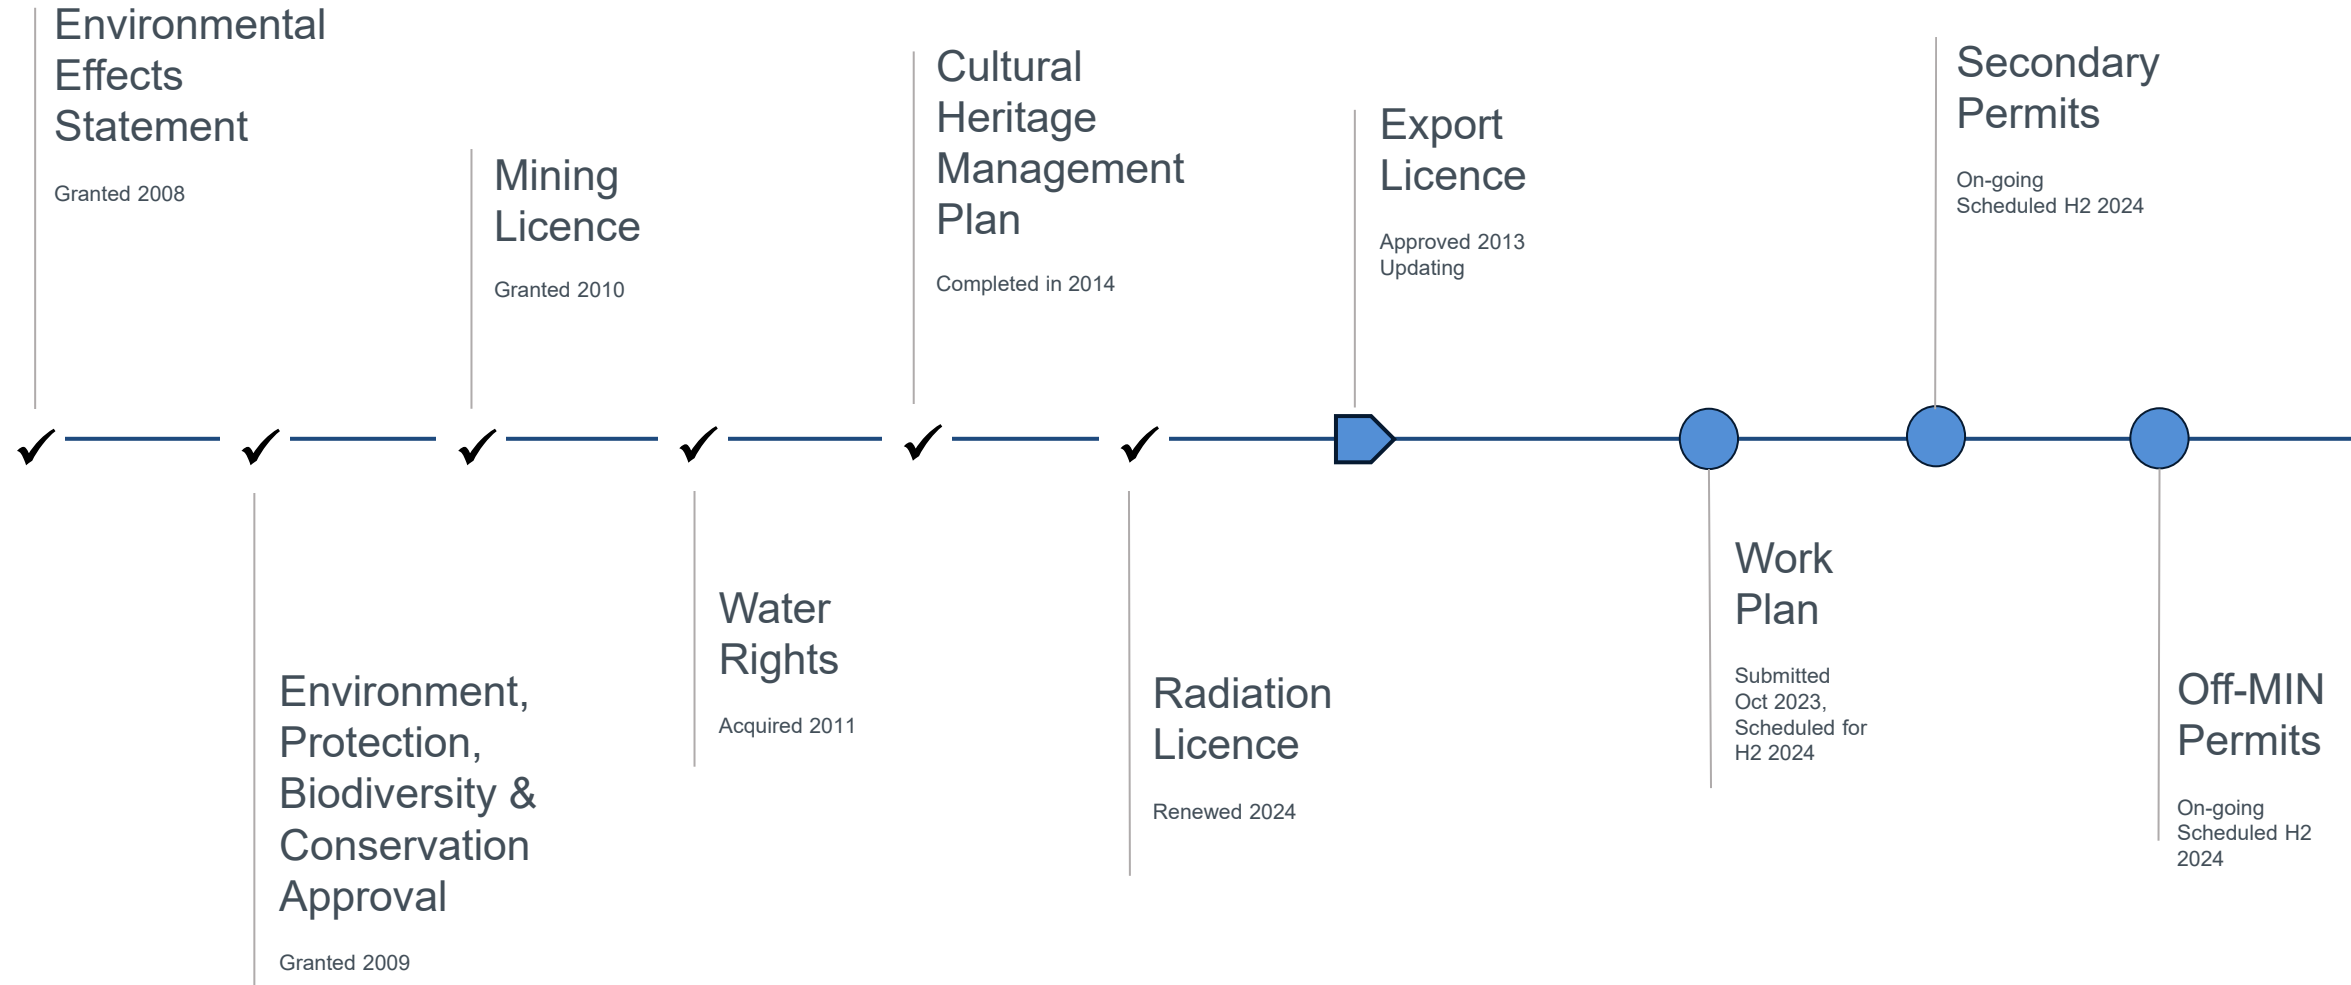 Environmental
Effects
Statement
Granted 2008
Environment,
Protection,
Biodiversity &
Conservation
Approval
Granted 2009
Mining
Licence
Granted 2010
Water
Rights
Acquired 2011
Cultural
Heritage
Management
Plan
Completed in 2014
Radiation
Licence
Renewed 2024
Export
Licence
Approved 2013
Updating
Work
Plan
Submitted
Oct 2023,
Scheduled for
H2 2024
Secondary
Permits
On-going
Scheduled H2 2024
Off-MIN
Permits
On-going
Scheduled H2
2024